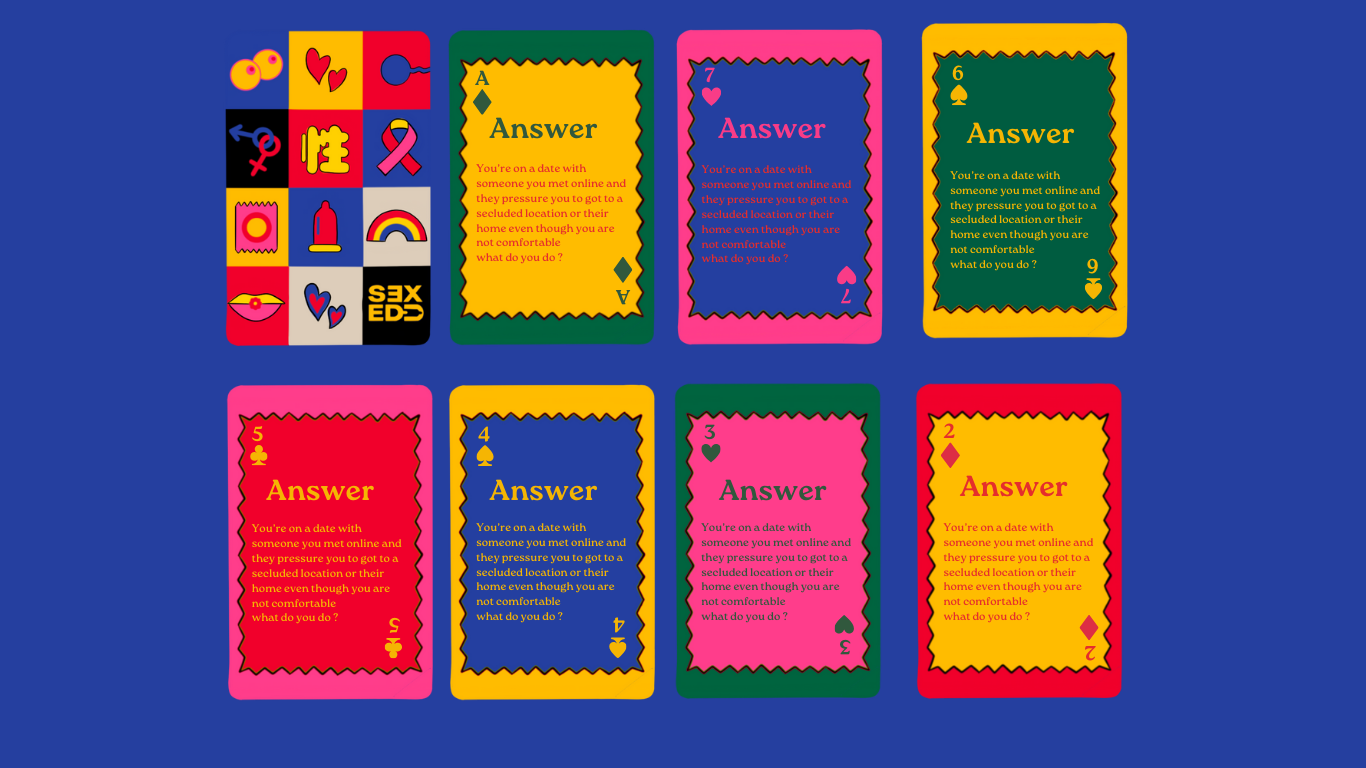 性
SEX
EDD
A
Answer
You're on a date with
someone you met online and
they pressure you to got to a
secluded location or their
home even though you are
not comfortable
what do you do ?
A
7
Answer
You're on a date with
someone you met online and
they pressure you to got to a
secluded location or their
home even though you are
not comfortable
what do you do ?
7
6
Answer
You're on a date with
someone you met online and
they pressure you to got to a
secluded location or their
home even though you are
not comfortable
what do you do ?
6
5
Answer
You're on a date with
someone you met online and
they pressure you to got to a
secluded location or their
home even though you are
not comfortable
what do you do ?
5
4
Answer
You're on a date with
someone you met online and
they pressure you to got to a
secluded location or their
home even though you are
not comfortable
what do you do ?
4
3
Answer
You're on a date with
someone you met online and
they pressure you to got to a
secluded location or their
home even though you are
not comfortable
what do you do ?
3
2
Answer
You're on a date with
someone you met online and
they pressure you to got to a
secluded location or their
home even though you are
not comfortable
what do you do ?
2